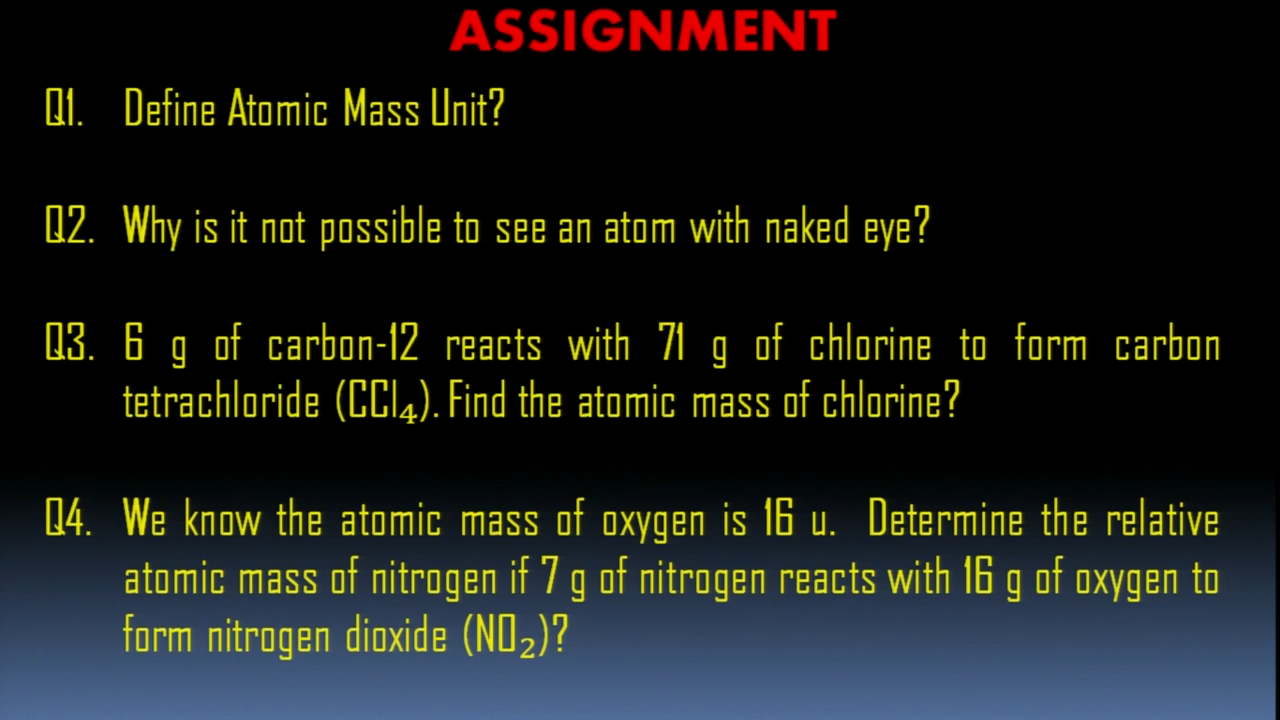 ASSIGNMENT
Q1. Define Atomic Mass Unit?
Q2. Why is it not possible to see an atom with naked eye?
Q3. 6 g of carbon-12 reacts with 71 g of chlorine to form carbon
tetrachloride (CCl₄). Find the atomic mass of chlorine?
Q4. We know the atomic mass of oxygen is 16 u. Determine the relative
atomic mass of nitrogen if 7 g of nitrogen reacts with 16 g of oxygen to
form nitrogen dioxide (NO₂)?